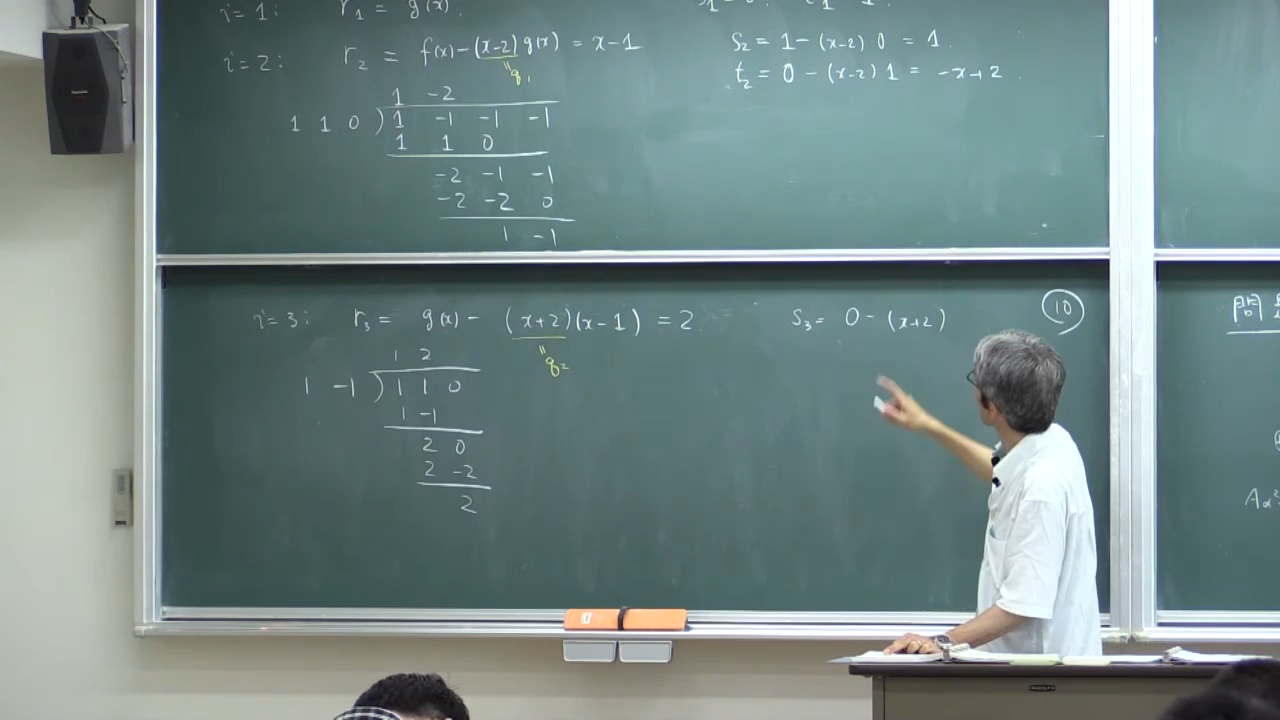 i=1: r₁ = g(x).
i=2: r₂ = f(x)-(x-2)g(x) = x-1
"q₁
S₂ = 1-(x-2) 0 = 1.
t₂ = 0-(x-2) 1 = -x+2.
1 -2
1 1 0 ) 1 -1 -1 -1
1 1 0
-2 -1 -1
-2 -2 0
1 -1
i=3: r₃ = g(x) - (x+2)(x-1) = 2.
"q₂
S₃ = 0-(x+2)
10
1 2
1 -1 ) 1 1 0
1 -1
2 0
2 -2
2
問